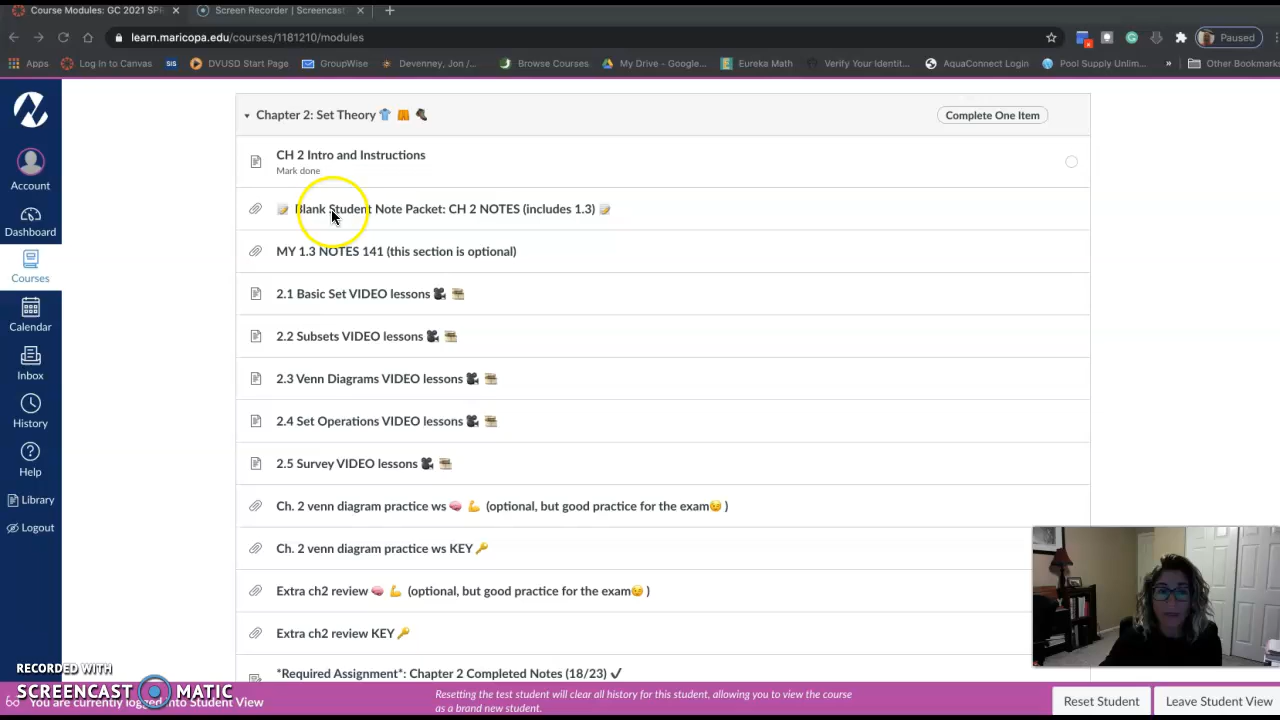 Course Modules: GC 2021 SPR
Screen Recorder | Screencast
learn.maricopa.edu/courses/1181210/modules
Paused
Apps
Log In to Canvas
SIS
DVUSD Start Page
GroupWise
Devenney, Jon /...
Browse Courses
My Drive - Google...
Eureka Math
Verify Your Identit...
AquaConnect Login
Pool Supply Unlim...
»
Other Bookmarks
Account
Dashboard
Courses
Calendar
Inbox
History
Help
Library
Logout
Chapter 2: Set Theory 👕 🩳 🥾
Complete One Item
CH 2 Intro and Instructions
Mark done
📝 Blank Student Note Packet: CH 2 NOTES (includes 1.3) 📝
MY 1.3 NOTES 141 (this section is optional)
2.1 Basic Set VIDEO lessons
2.2 Subsets VIDEO lessons
2.3 Venn Diagrams VIDEO lessons
2.4 Set Operations VIDEO lessons
2.5 Survey VIDEO lessons
Ch. 2 venn diagram practice ws 🧠 💪 (optional, but good practice for the exam😉 )
Ch. 2 venn diagram practice ws KEY 🔑
Extra ch2 review 🧠 💪 (optional, but good practice for the exam😉 )
Extra ch2 review KEY 🔑
*Required Assignment*: Chapter 2 Completed Notes (18/23) ✔
RECORDED WITH
SCREENCAST MATIC
You are currently logged into Student View
Resetting the test student will clear all history for this student, allowing you to view the course
as a brand new student.
Reset Student
Leave Student View